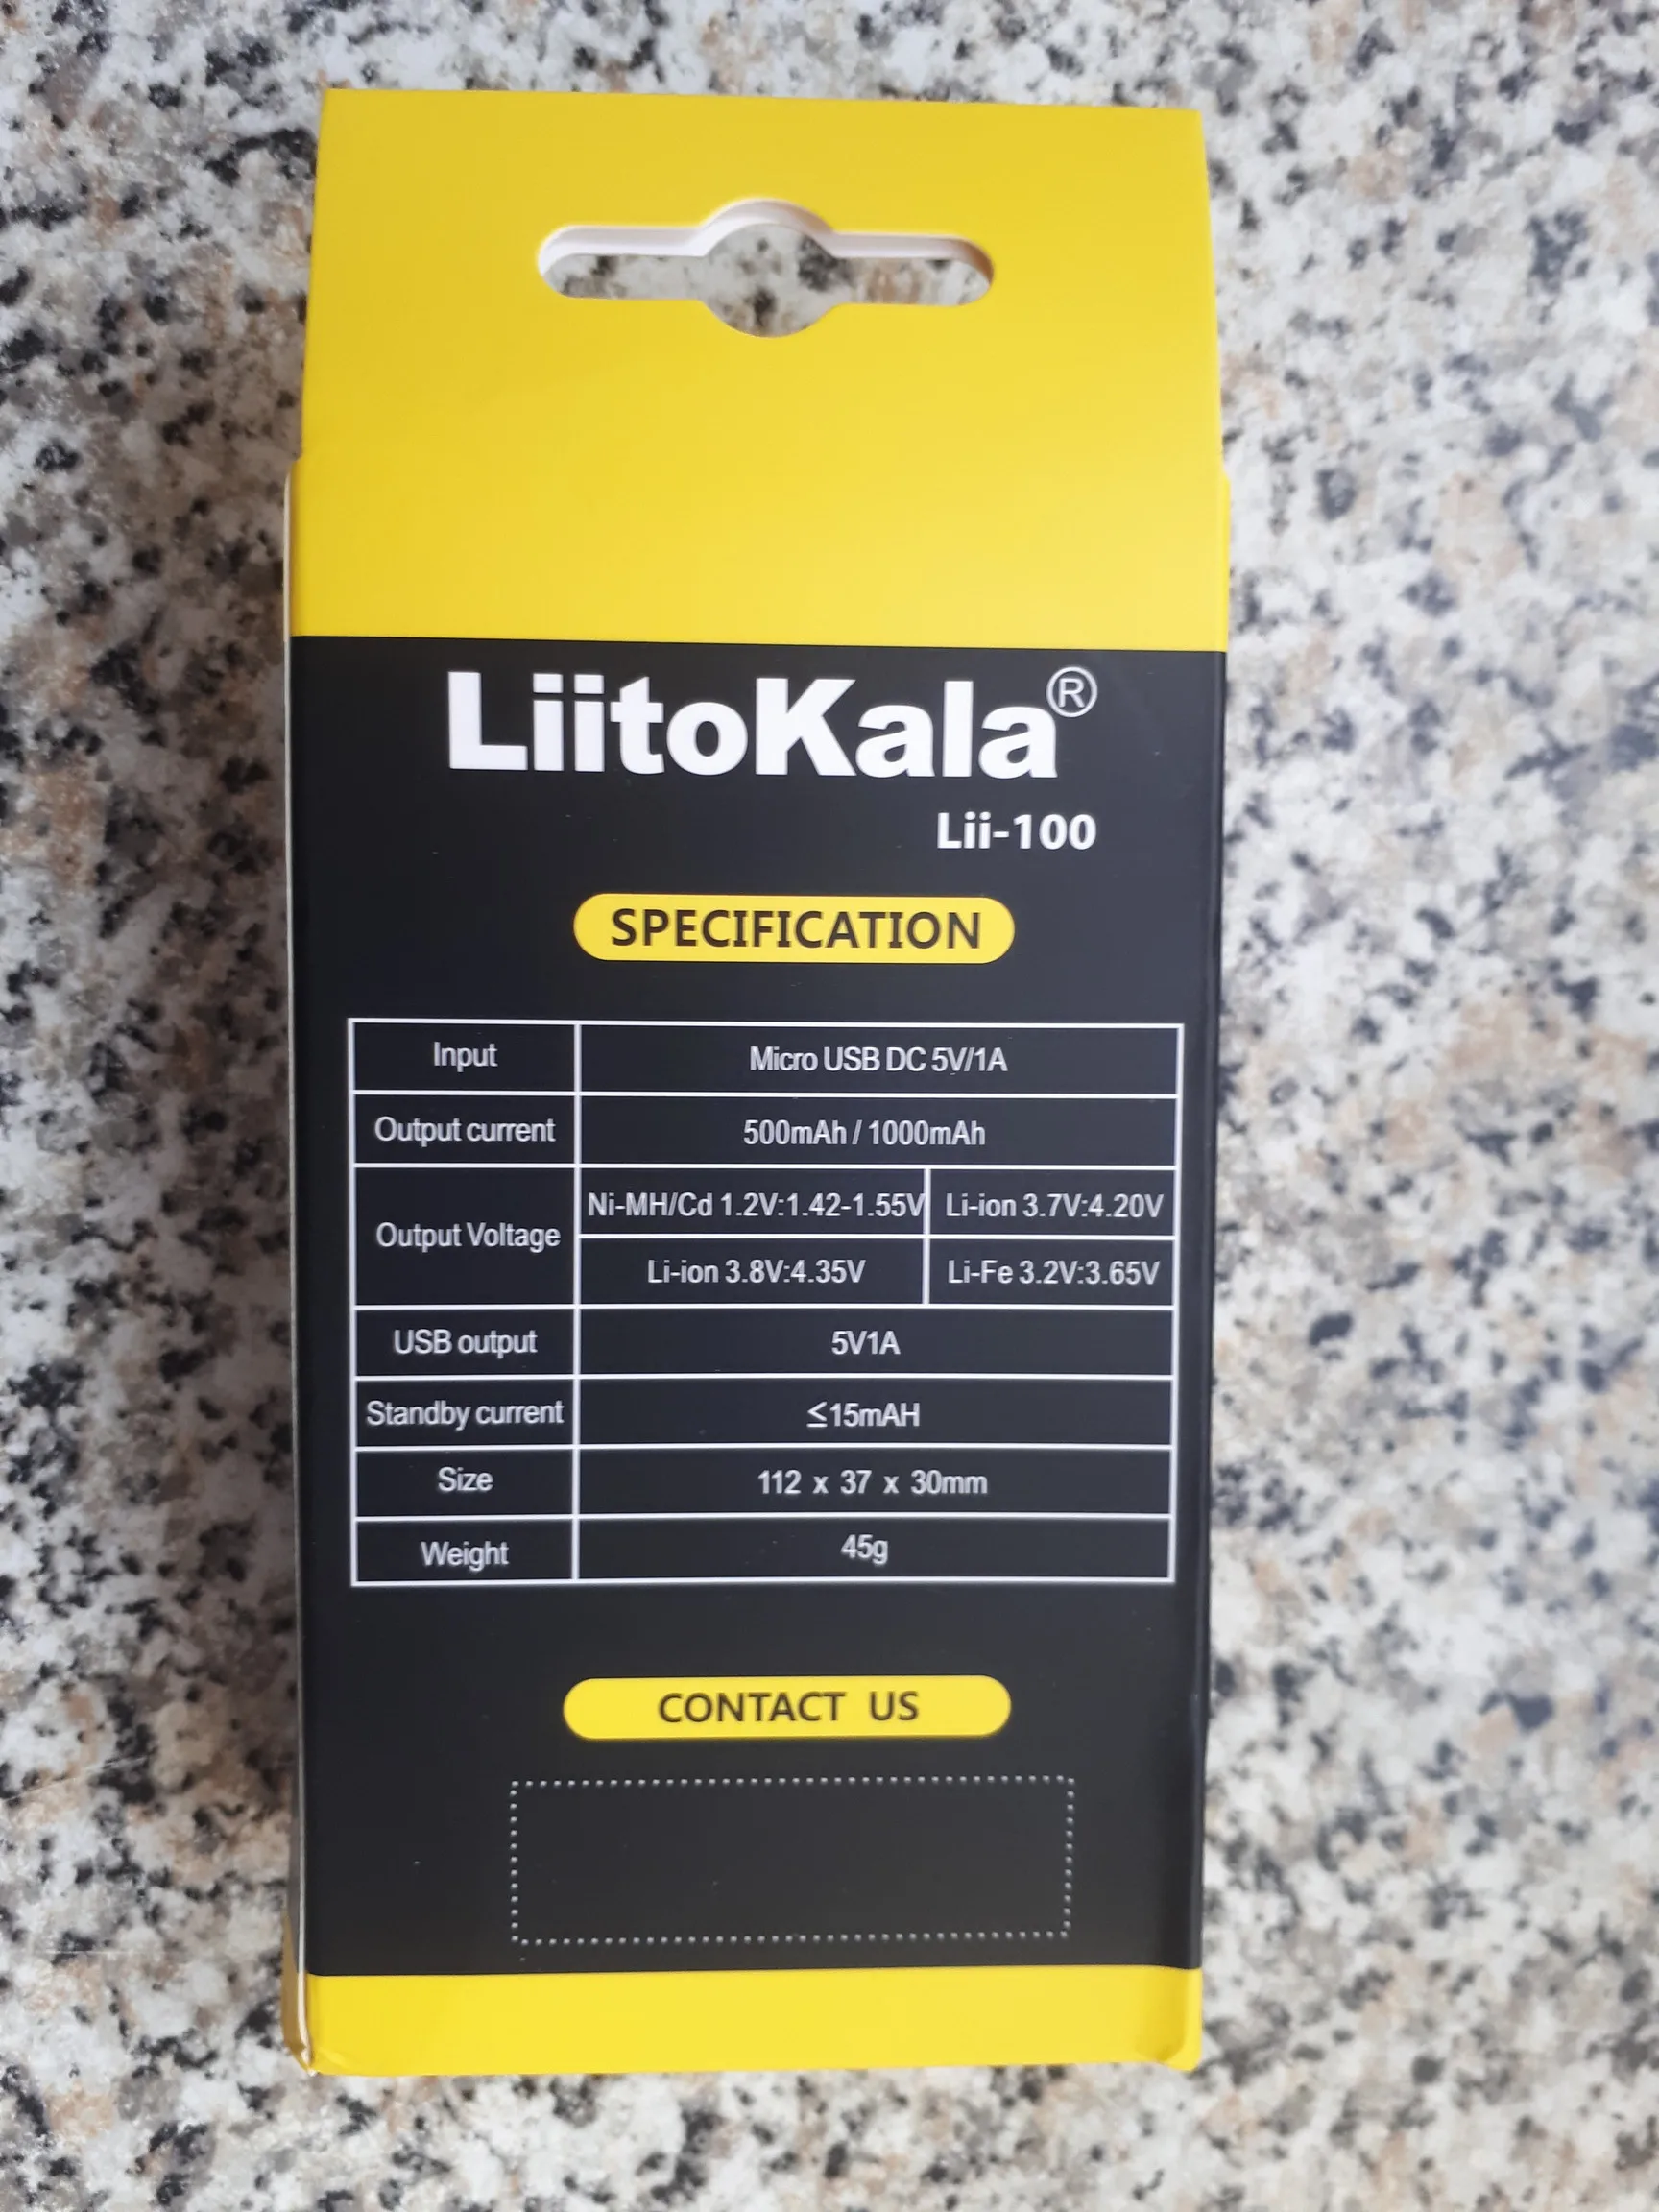 LiitoKala®
Lii-100
SPECIFICATION
Input Micro USB DC 5V/1A
Output current 500mAh / 1000mAh
Output Voltage
Ni-MH/Cd 1.2V:1.42-1.55V Li-ion 3.7V:4.20V
Li-ion 3.8V:4.35V Li-Fe 3.2V:3.65V
USB output 5V1A
Standby current ≤15mAH
Size 112 x 37 x 30mm
Weight 45g
CONTACT US